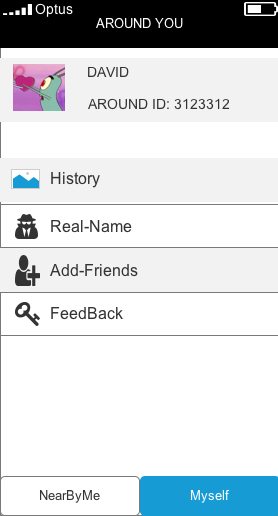 Optus
AROUND YOU
DAVID
AROUND ID: 3123312
History
Real-Name
Add-Friends
FeedBack
NearByMe
Myself